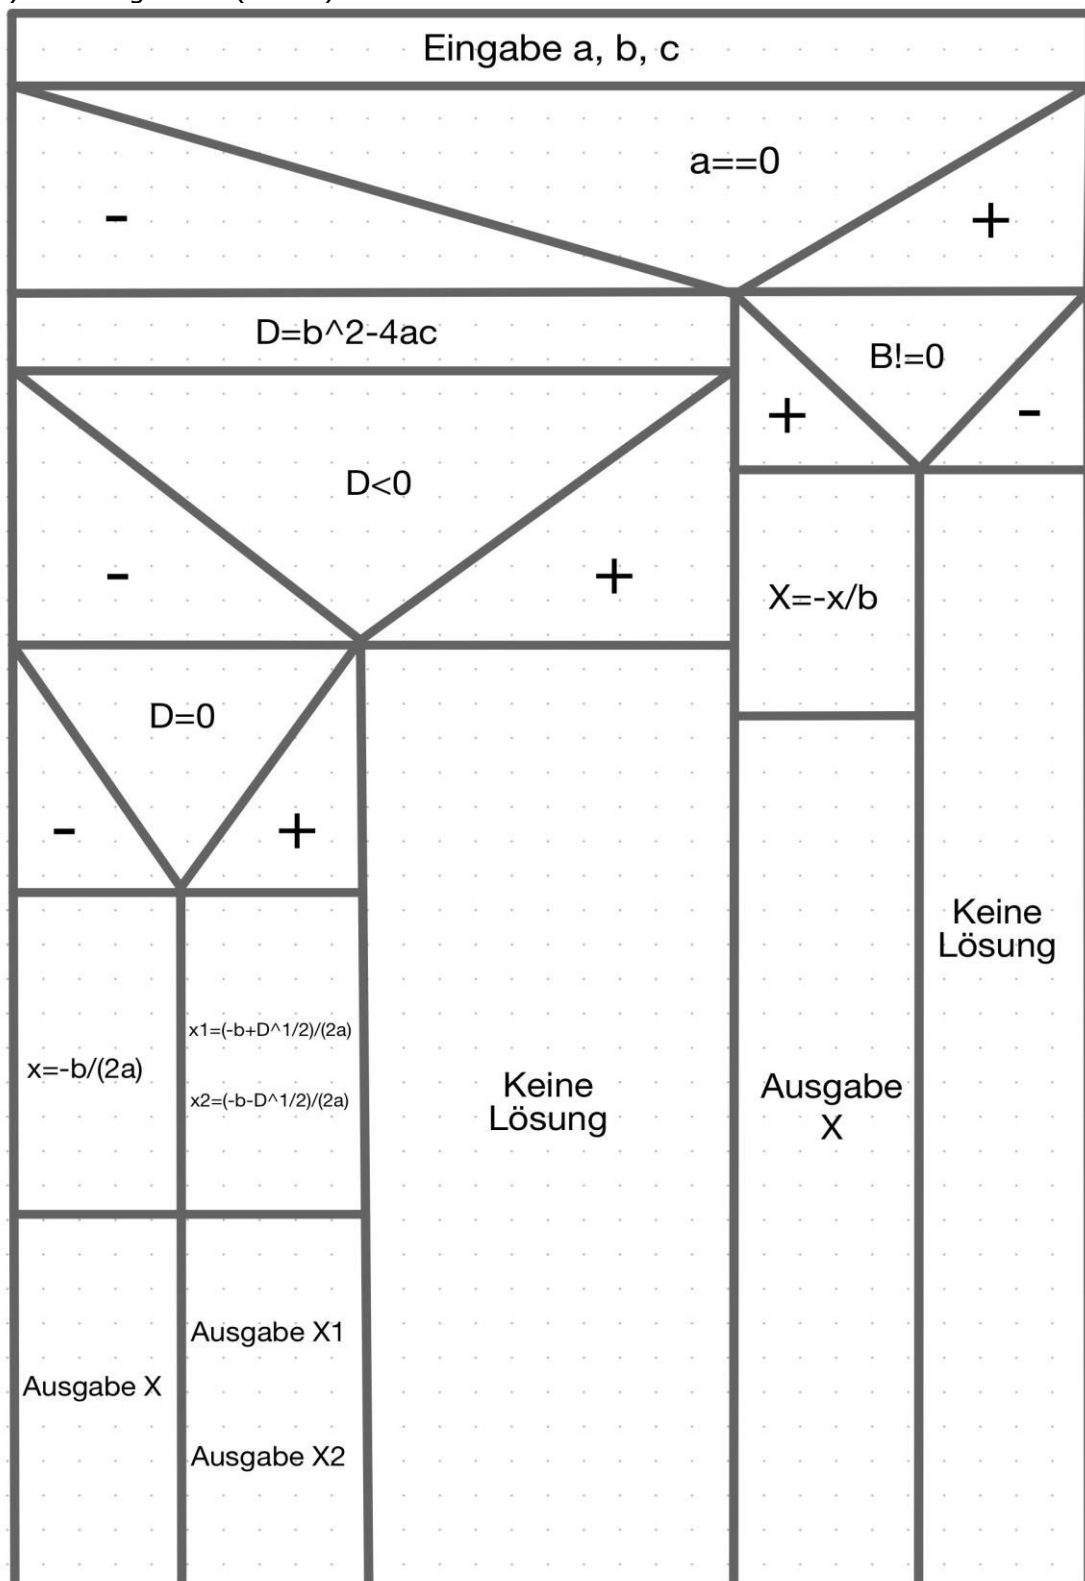 Eingabe a, b, c
a==0
-
+
D=b^2-4ac
B!=0
+
-
D<0
-
+
X=-x/b
D=0
-
+
Keine
Lösung
x1=(-b+D^1/2)/(2a)
x=-b/(2a)
x2=(-b-D^1/2)/(2a)
Keine
Lösung
Ausgabe
X
Ausgabe X1
Ausgabe X
Ausgabe X2